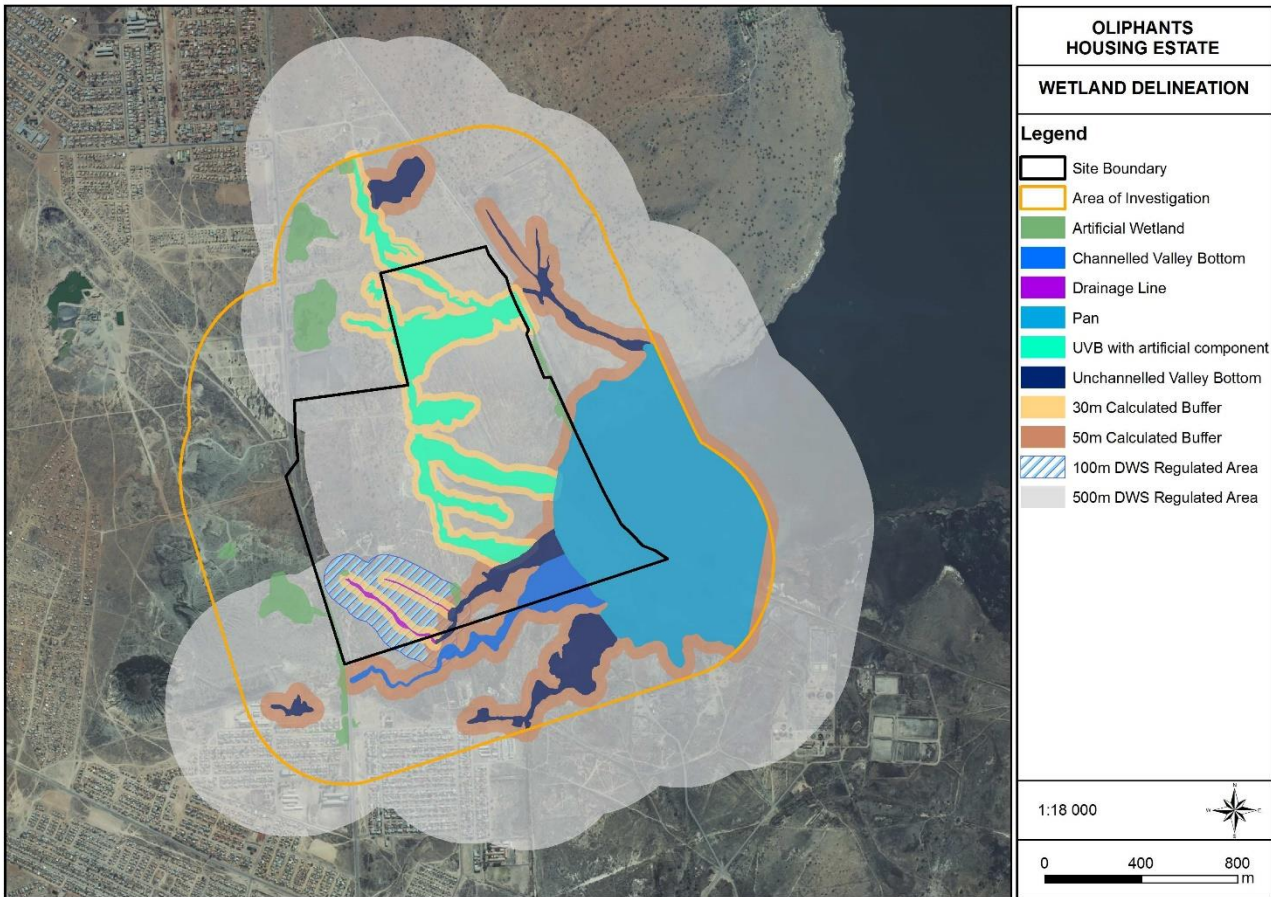 OLIPHANTS
HOUSING ESTATE
WETLAND DELINEATION
Legend
Site Boundary
Area of Investigation
Artificial Wetland
Channelled Valley Bottom
Drainage Line
Pan
UVB with artificial component
Unchannelled Valley Bottom
30m Calculated Buffer
50m Calculated Buffer
100m DWS Regulated Area
500m DWS Regulated Area
1:18 000
N
W E
S
0 400 800
m